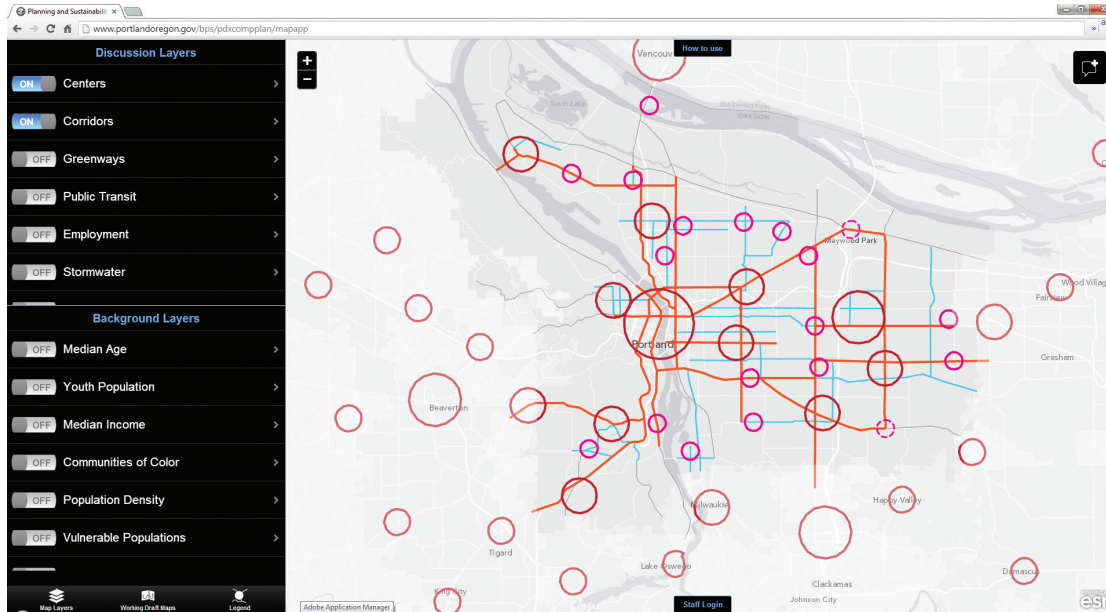 Planning and Sustainabilit
www.portlandoregon.gov/bps/pdxcompplan/mapapp
Discussion Layers
How to use
ON Centers
ON Corridors
OFF Greenways
OFF Public Transit
OFF Employment
OFF Stormwater
Background Layers
OFF Median Age
OFF Youth Population
OFF Median Income
OFF Communities of Color
OFF Population Density
OFF Vulnerable Populations
Map Layers
Working Draft Maps
Legend
Vancouv
Smith Lake
WASHINGTON
OREGON
Maywood Park
Wood Villag
Fairview
Portland
Gresham
Beaverton
Happy Valley
Milwaukie
Tigard
Lake Oswego
Damascus
King City
Clackamas
Johnson City
Adobe Application Manager
Staff Login
esri